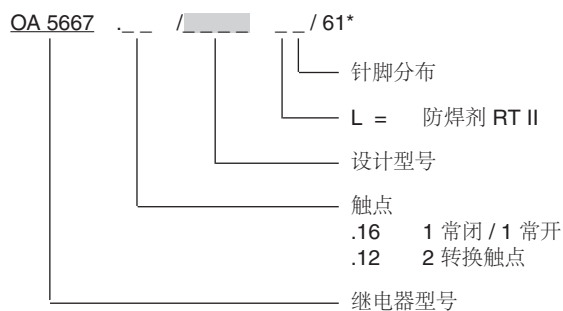 OA 5667 ._ _ /_ _ _ _ _ _ / 61*
针脚分布
L = 防焊剂 RT II
设计型号
触点
.16 1 常闭 / 1 常开
.12 2 转换触点
继电器型号